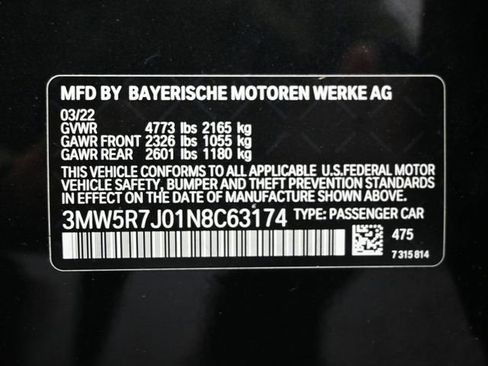 MFD BY BAYERISCHE MOTOREN WERKE AG
03/22
GVWR 4773 lbs 2165 kg
GAWR FRONT 2326 lbs 1055 kg
GAWR REAR 2601 lbs 1180 kg
THIS VEHICLE CONFORMS TO ALL APPLICABLE U.S.FEDERAL MOTOR
VEHICLE SAFETY, BUMPER AND THEFT PREVENTION STANDARDS
IN EFFECT ON THE DATE OF MANUFACTURE SHOWN ABOVE
3MW5R7J01N8C63174 TYPE: PASSENGER CAR
475
7315814